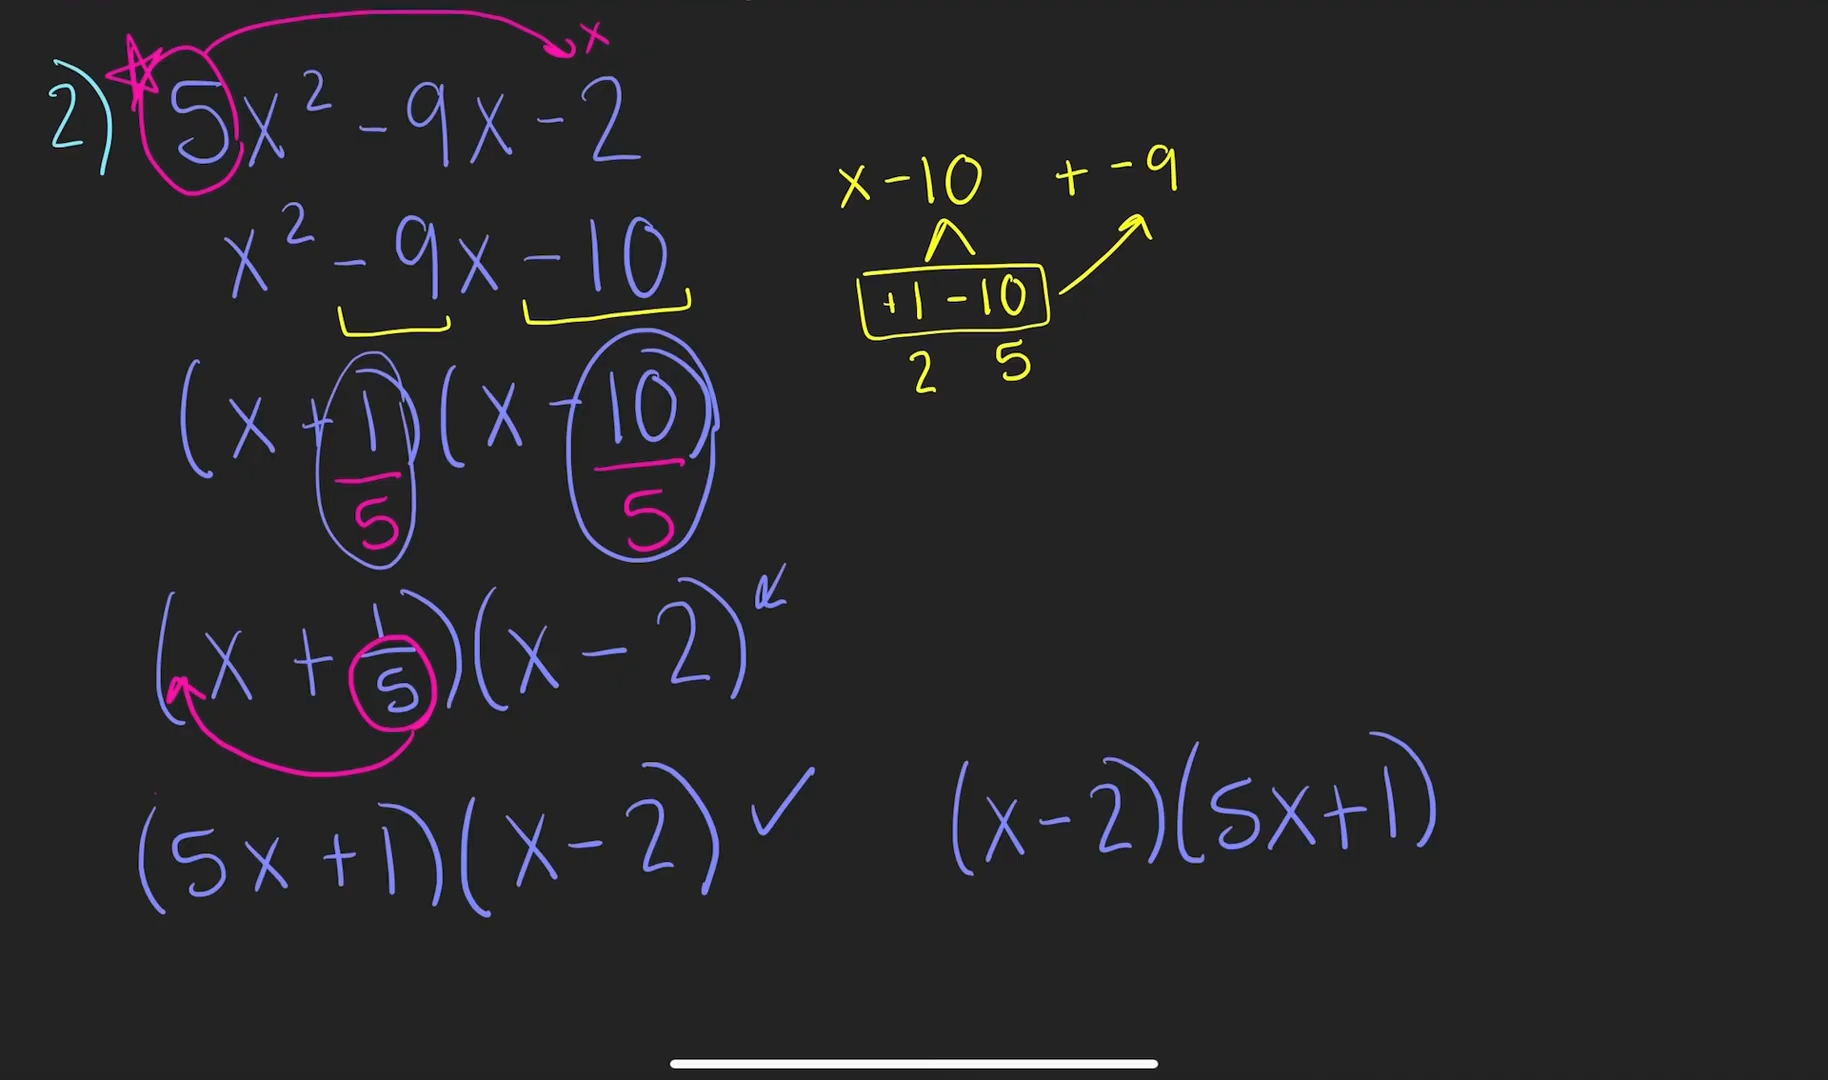 x
2) 5x² - 9x - 2
x - 10 + - 9
x² - 9x - 10
+1 - 10
2 5
(x + 1/5)(x - 10/5)
(x + 1/5)(x - 2)
(5x + 1)(x - 2) ✓ (x - 2)(5x + 1)